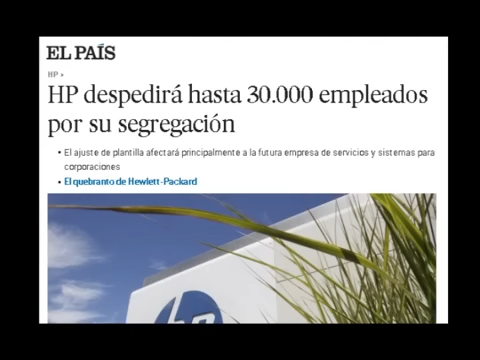 EL PAÍS
HP »
HP despedirá hasta 30.000 empleados
por su segregación
• El ajuste de plantilla afectará principalmente a la futura empresa de servicios y sistemas para
corporaciones
• El quebranto de Hewlett-Packard
hp